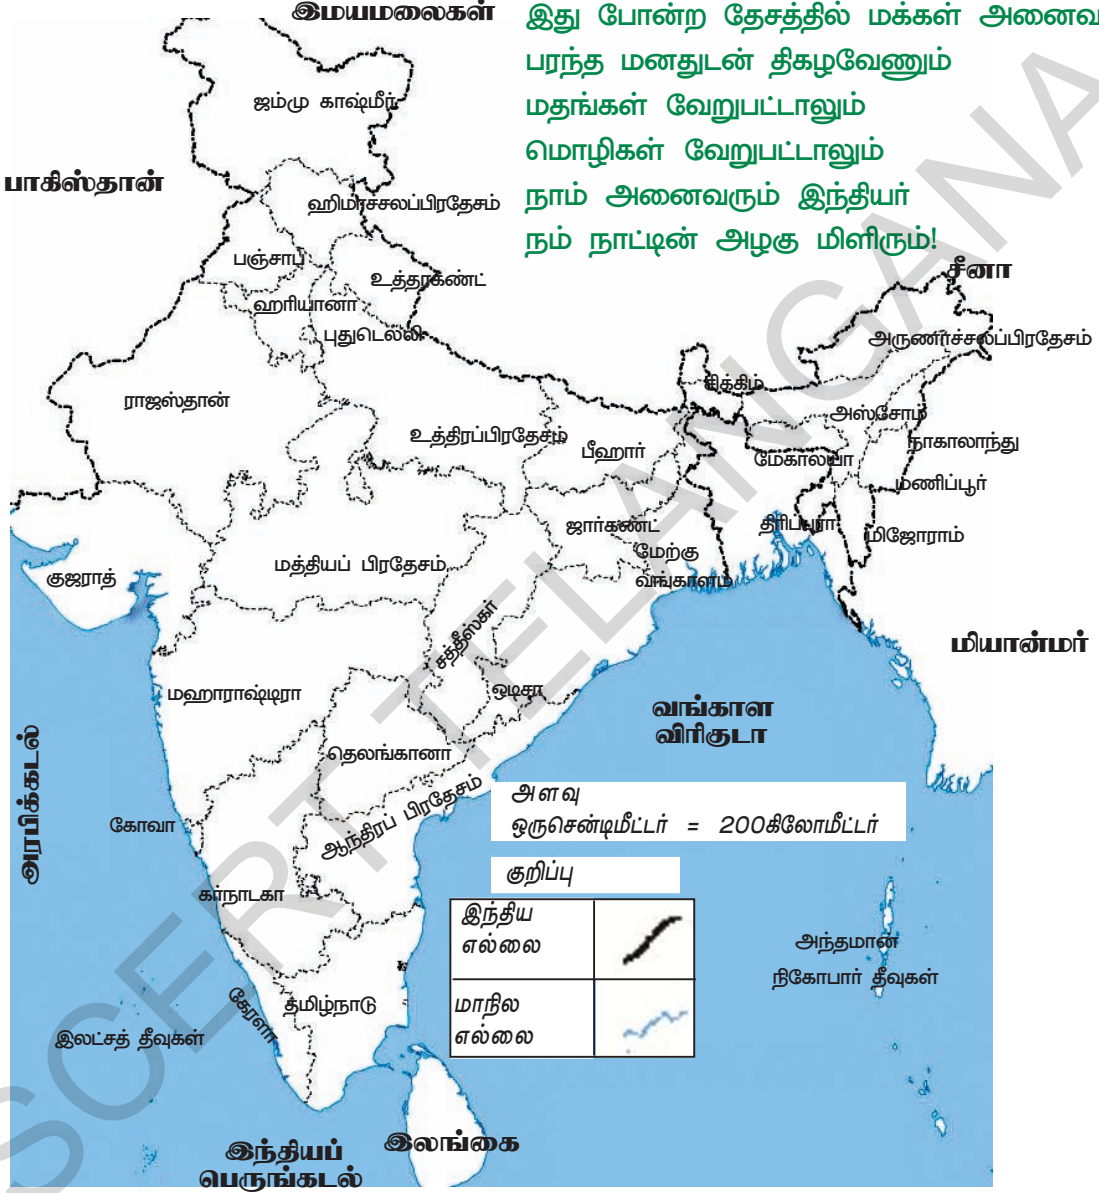 இமயமலைகள்
இது போன்ற தேசத்தில் மக்கள்
பரந்த மனதுடன் திகழவேணும்
மதங்கள் வேறுபட்டாலும்
மொழிகள் வேறுபட்டாலும்
நாம் அனைவரும் இந்தியர்
நம் நாட்டின் அழகு மிளிரும்!
ஜம்மு காஷ்மீர்
பாகிஸ்தான்
ஹிமாச்சலப்பிரதேசம்
பஞ்சாப்
உத்தரகண்ட்
சீனா
ஹரியானா
புதுடெல்லி
அருணாச்சலப்பிரதேசம்
ராஜஸ்தான்
சிக்கிம்
அஸ்சோம்
உத்திரப்பிரதேசம்
பீஹார்
நாகாலாந்து
மேகாலயா
மணிப்பூர்
ஜார்கண்ட்
திரிப்புரா
மிஜோராம்
மேற்கு
வங்காளம்
குஜராத்
மத்தியப் பிரதேசம்
சத்தீஸ்கர்
மியான்மர்
மஹாராஷ்டிரா
ஒடிசா
வங்காள
விரிகுடா
தெலங்கானா
அரபிக்கடல்
ஆந்திரப் பிரதேசம்
கோவா
அளவு
ஒருசென்டிமீட்டர் = 200கிலோமீட்டர்
குறிப்பு
கர்நாடகா
இந்திய
எல்லை
மாநில
எல்லை
அந்தமான்
நிகோபார் தீவுகள்
தமிழ்நாடு
கேரளா
இலட்சத் தீவுகள்
இலங்கை
இந்தியப்
பெருங்கடல்
SCERT TELANGANA